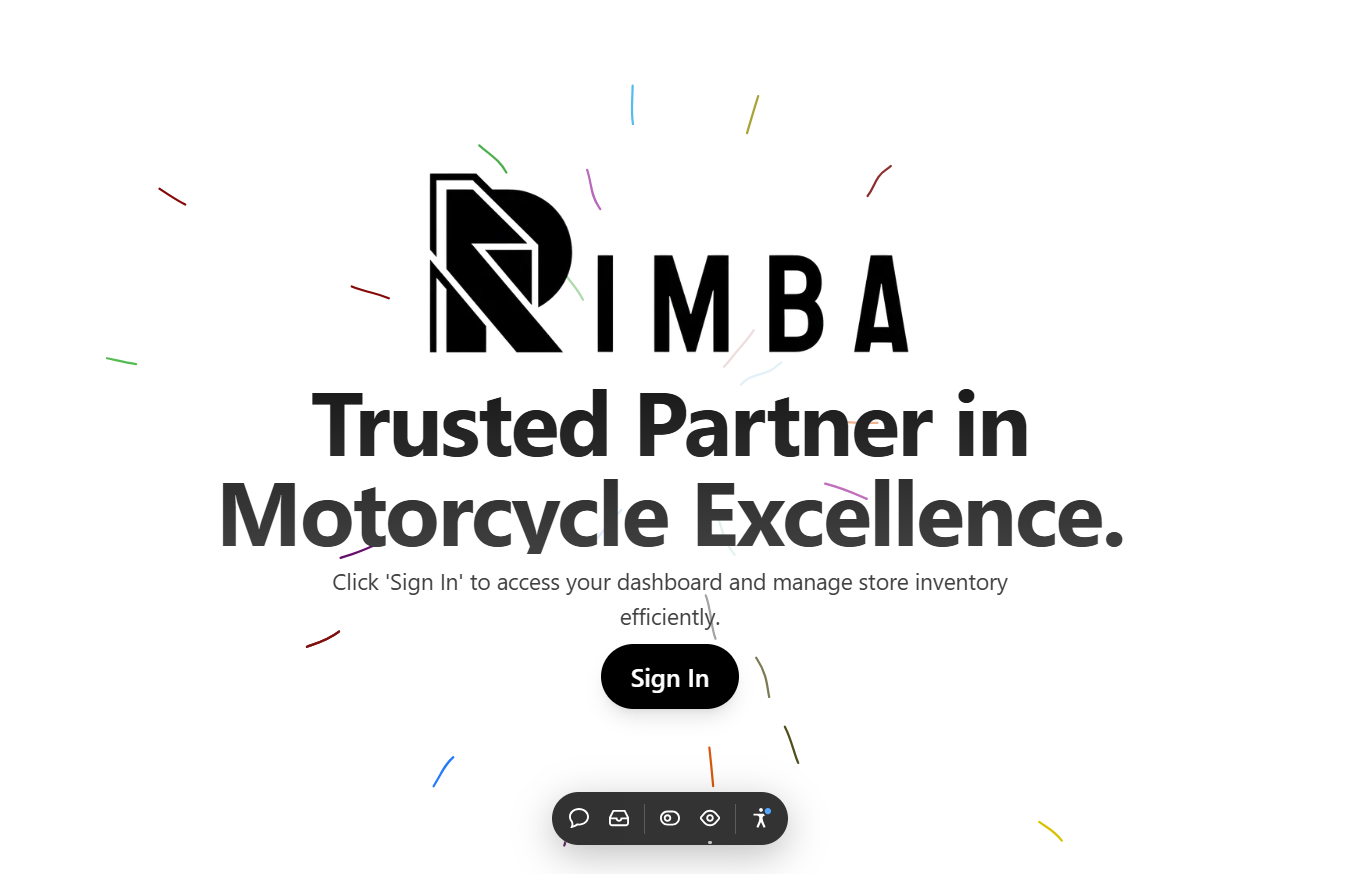 RIMBA
Trusted Partner in
Motorcycle Excellence.
Click 'Sign In' to access your dashboard and manage store inventory
efficiently.
Sign In